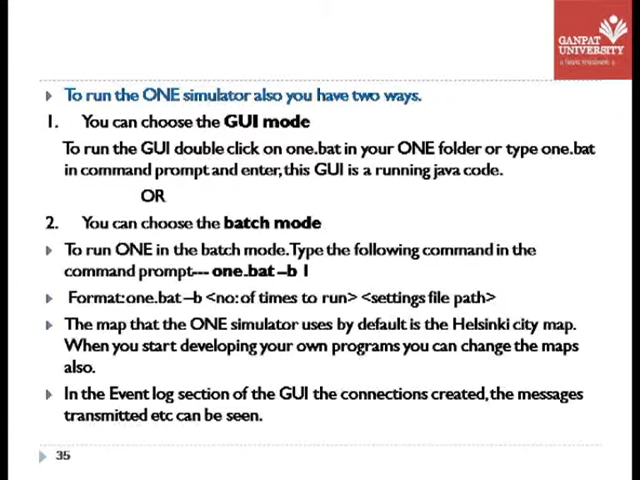 GANPAT
UNIVERSITY
To run the ONE simulator also you have two ways.
1. You can choose the GUI mode
To run the GUI double click on one.bat in your ONE folder or type one.bat
in command prompt and enter, this GUI is a running java code.
OR
2. You can choose the batch mode
To run ONE in the batch mode. Type the following command in the
command prompt--- one.bat –b 1
Format: one.bat –b <no: of times to run> <settings file path>
The map that the ONE simulator uses by default is the Helsinki city map.
When you start developing your own programs you can change the maps
also.
In the Event log section of the GUI the connections created, the messages
transmitted etc can be seen.
35